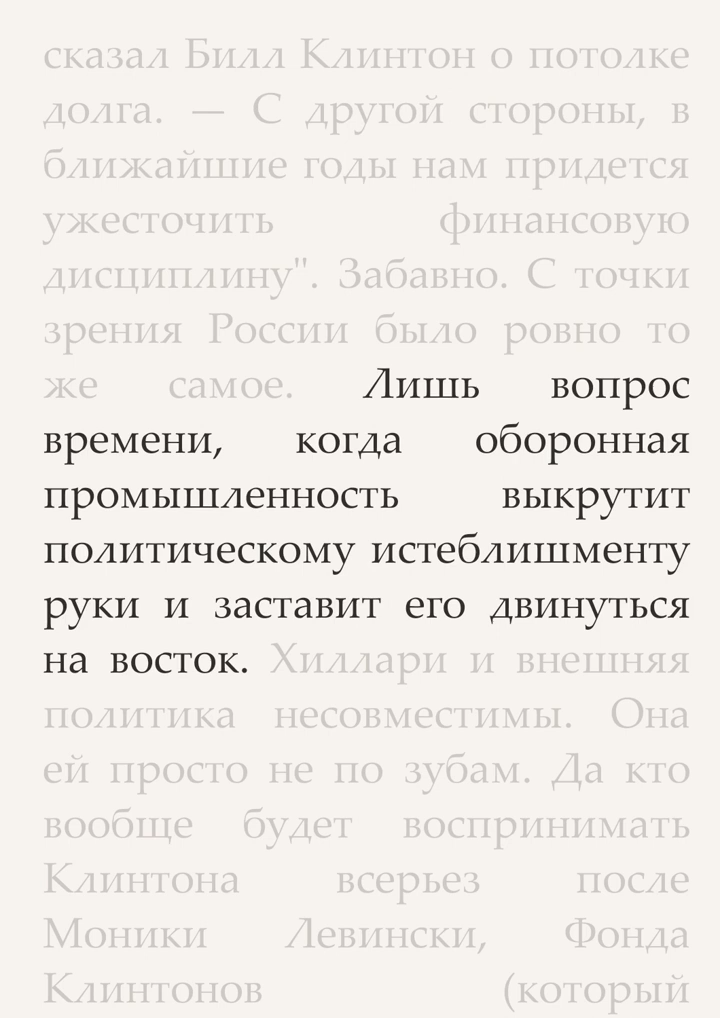 сказал Билл Клинтон о потолке
долга. — С другой стороны, в
ближайшие годы нам придется
ужесточить финансовую
дисциплину". Забавно. С точки
зрения России было ровно то
же самое. Лишь вопрос
времени, когда оборонная
промышленность выкрутит
политическому истеблишменту
руки и заставит его двинуться
на восток. Хиллари и внешняя
политика несовместимы. Она
ей просто не по зубам. Да кто
вообще будет воспринимать
Клинтона всерьез после
Моники Левински, Фонда
Клинтонов (который